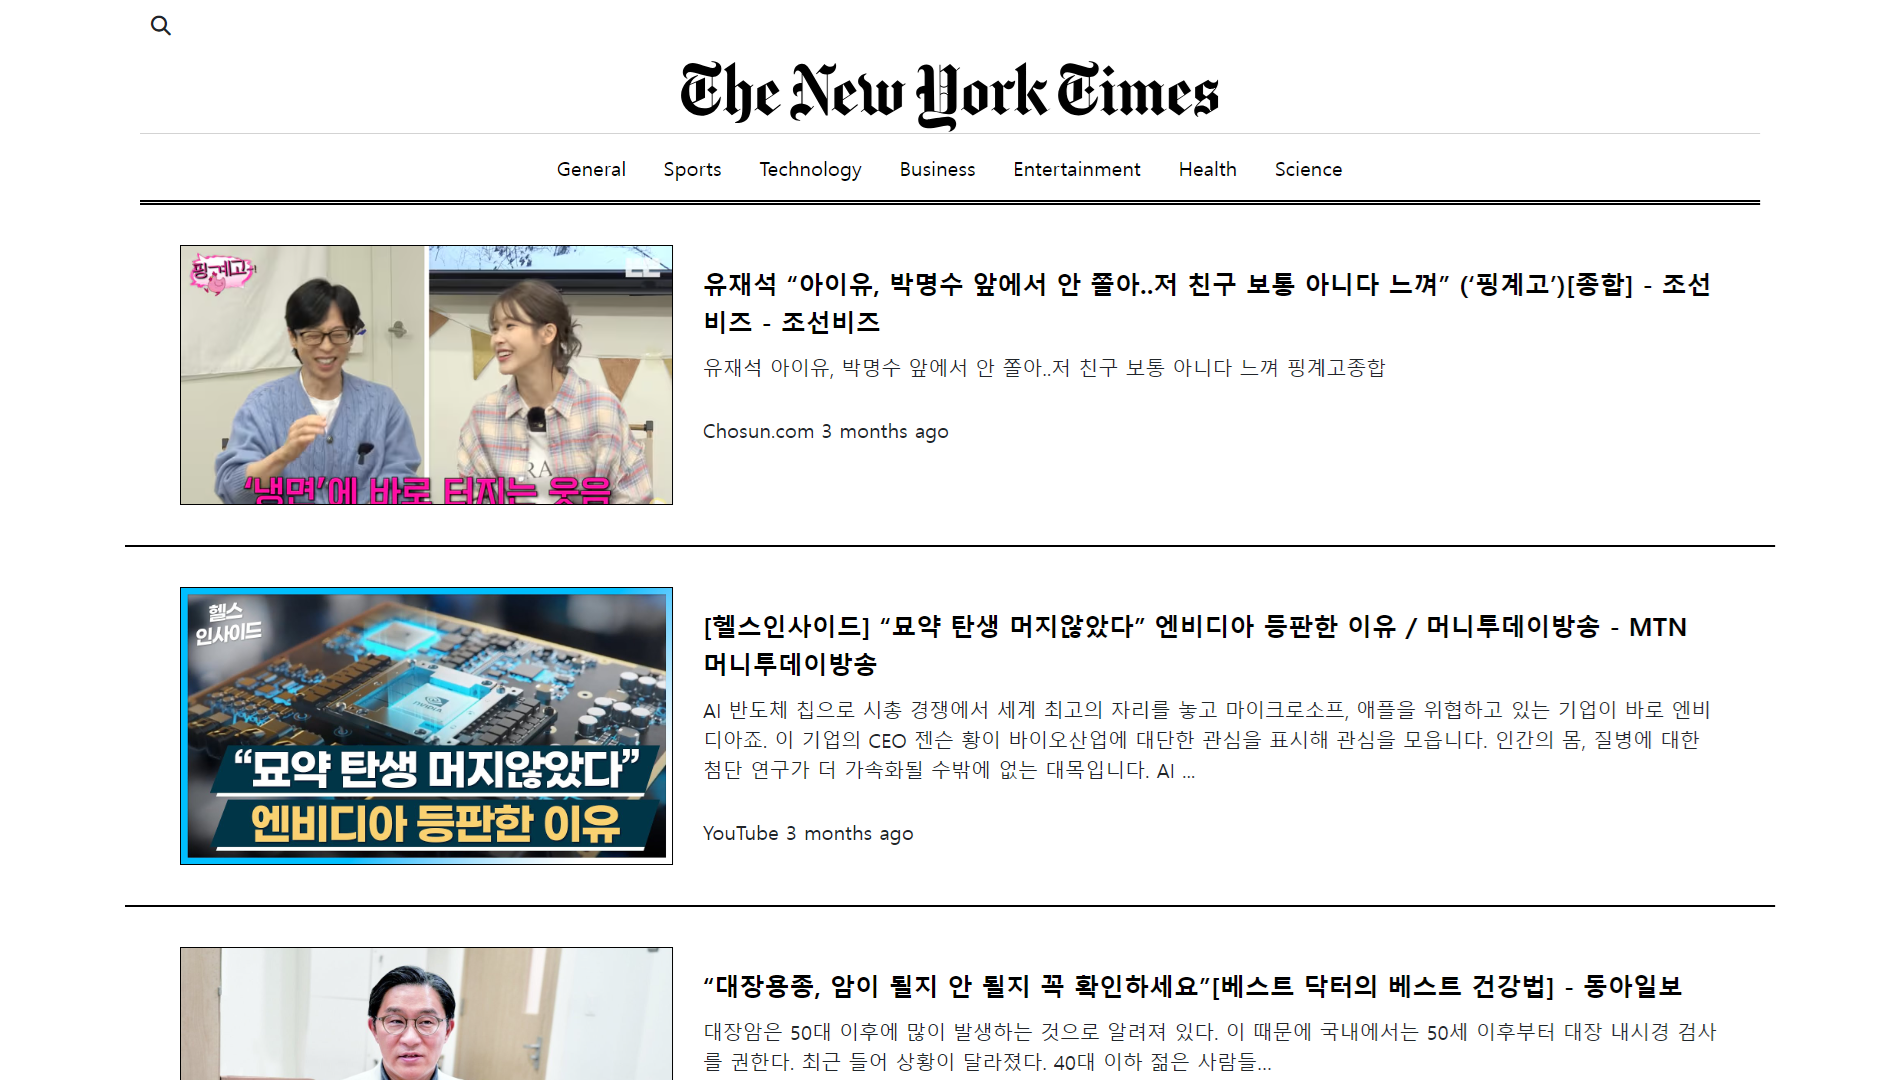 The New York Times
General Sports Technology Business Entertainment Health Science
핑계고
‘냉면’에 바로 터지는 웃음
유재석 “아이유, 박명수 앞에서 안 쫄아..저 친구 보통 아니다 느껴” (‘핑계고’)[종합] - 조선
비즈 - 조선비즈
유재석 아이유, 박명수 앞에서 안 쫄아..저 친구 보통 아니다 느껴 핑계고종합
Chosun.com 3 months ago
헬스
인사이드
NVIDIA
“묘약 탄생 머지않았다”
엔비디아 등판한 이유
[헬스인사이드] “묘약 탄생 머지않았다” 엔비디아 등판한 이유 / 머니투데이방송 - MTN
머니투데이방송
AI 반도체 칩으로 시총 경쟁에서 세계 최고의 자리를 놓고 마이크로소프, 애플을 위협하고 있는 기업이 바로 엔비
디아죠. 이 기업의 CEO 젠슨 황이 바이오산업에 대단한 관심을 표시해 관심을 모읍니다. 인간의 몸, 질병에 대한
첨단 연구가 더 가속화될 수밖에 없는 대목입니다. AI ...
YouTube 3 months ago
“대장용종, 암이 될지 안 될지 꼭 확인하세요”[베스트 닥터의 베스트 건강법] - 동아일보
대장암은 50대 이후에 많이 발생하는 것으로 알려져 있다. 이 때문에 국내에서는 50세 이후부터 대장 내시경 검사
를 권한다. 최근 들어 상황이 달라졌다. 40대 이하 젊은 사람들...